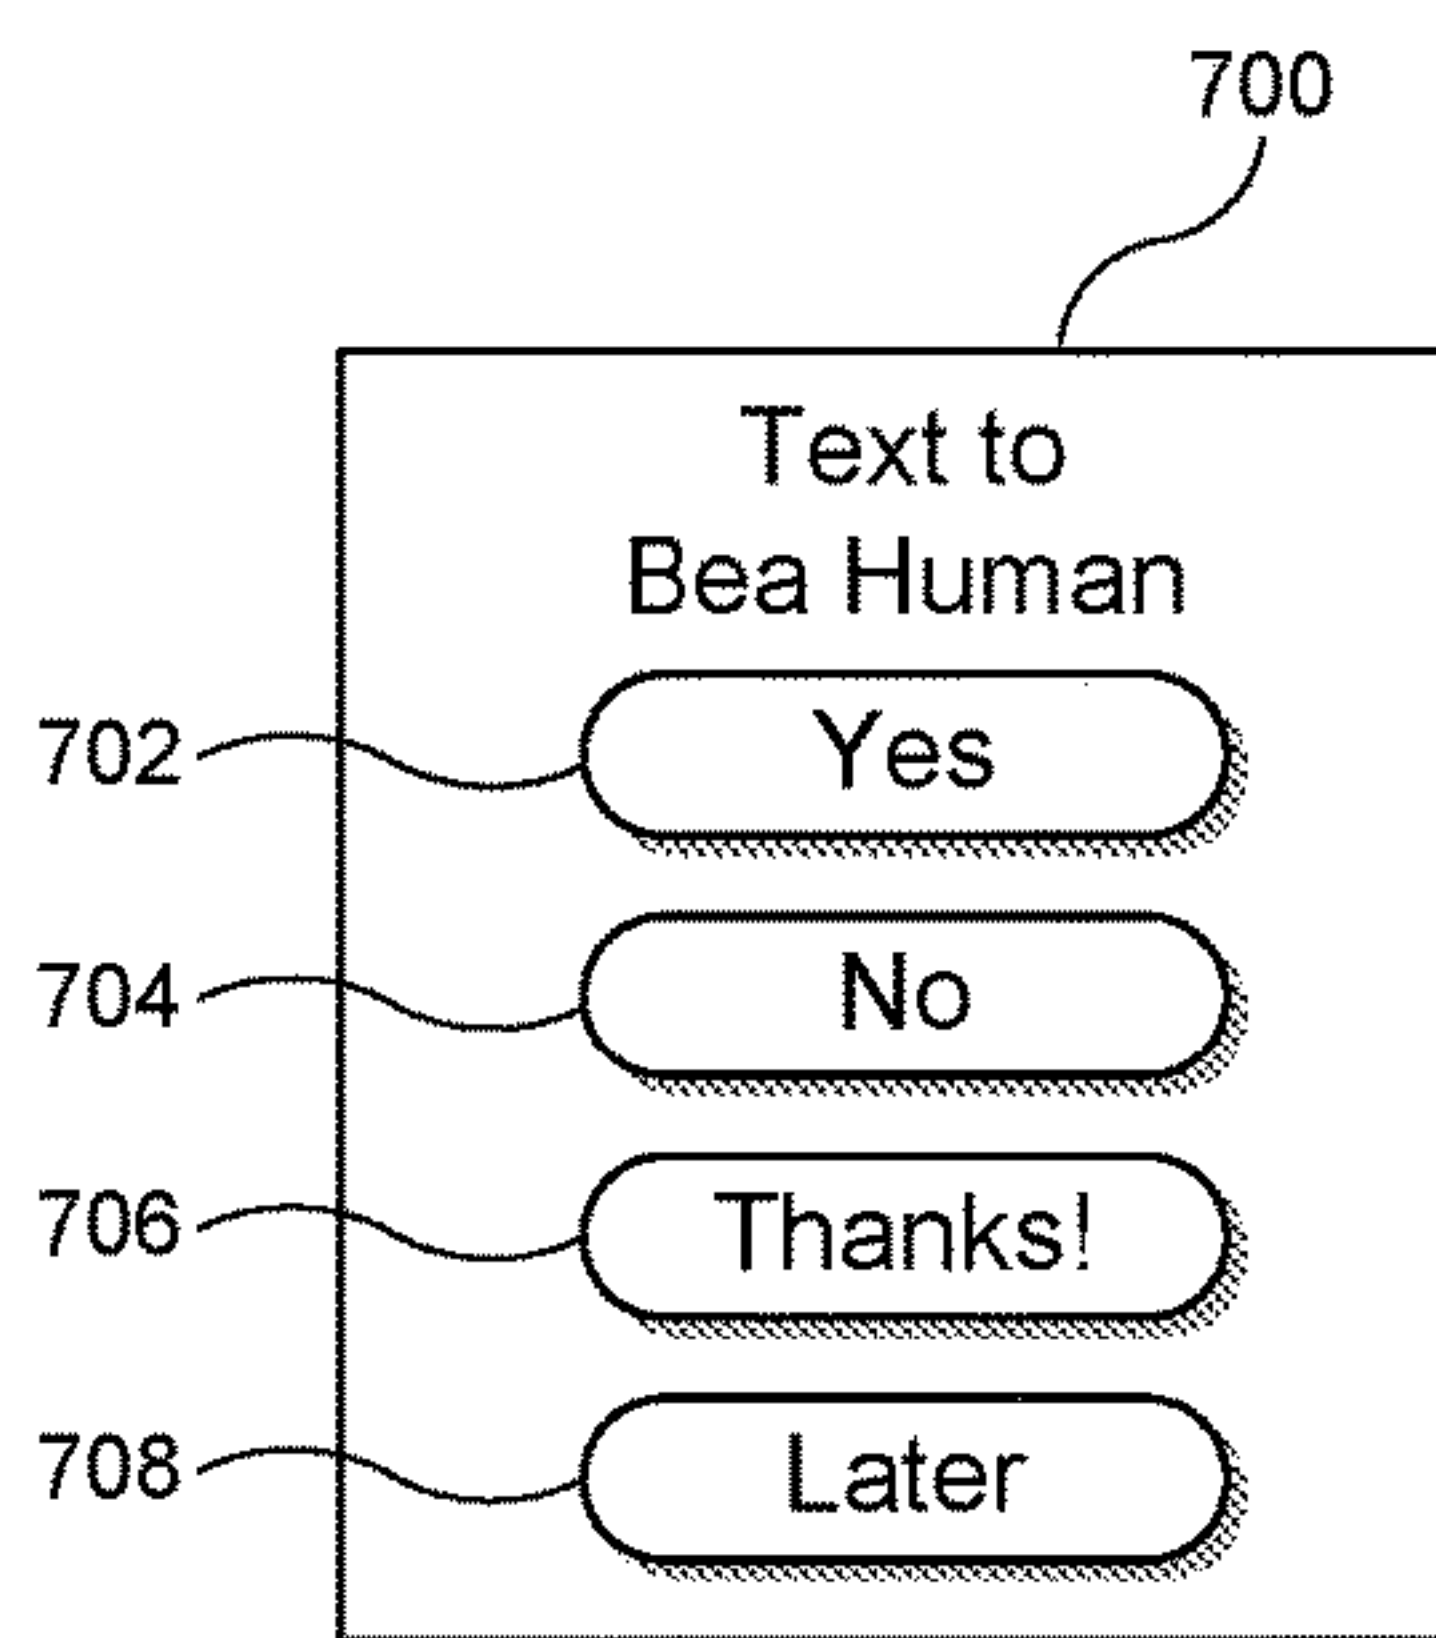 700
Text to
Bea Human
702 Yes
704 No
706 Thanks!
708 Later